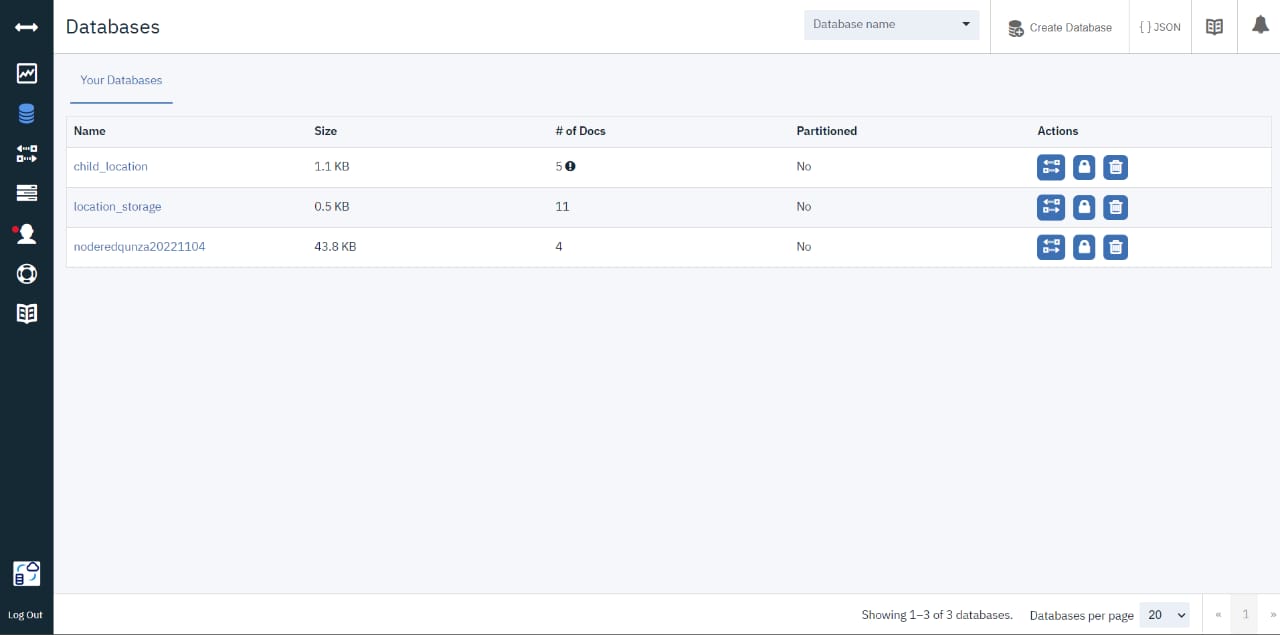 Databases
Database name
Create Database
{ } JSON
Your Databases
Name Size # of Docs Partitioned Actions
child_location 1.1 KB 5 No
location_storage 0.5 KB 11 No
noderedqunza20221104 43.8 KB 4 No
Log Out
Showing 1–3 of 3 databases. Databases per page 20 « 1 »